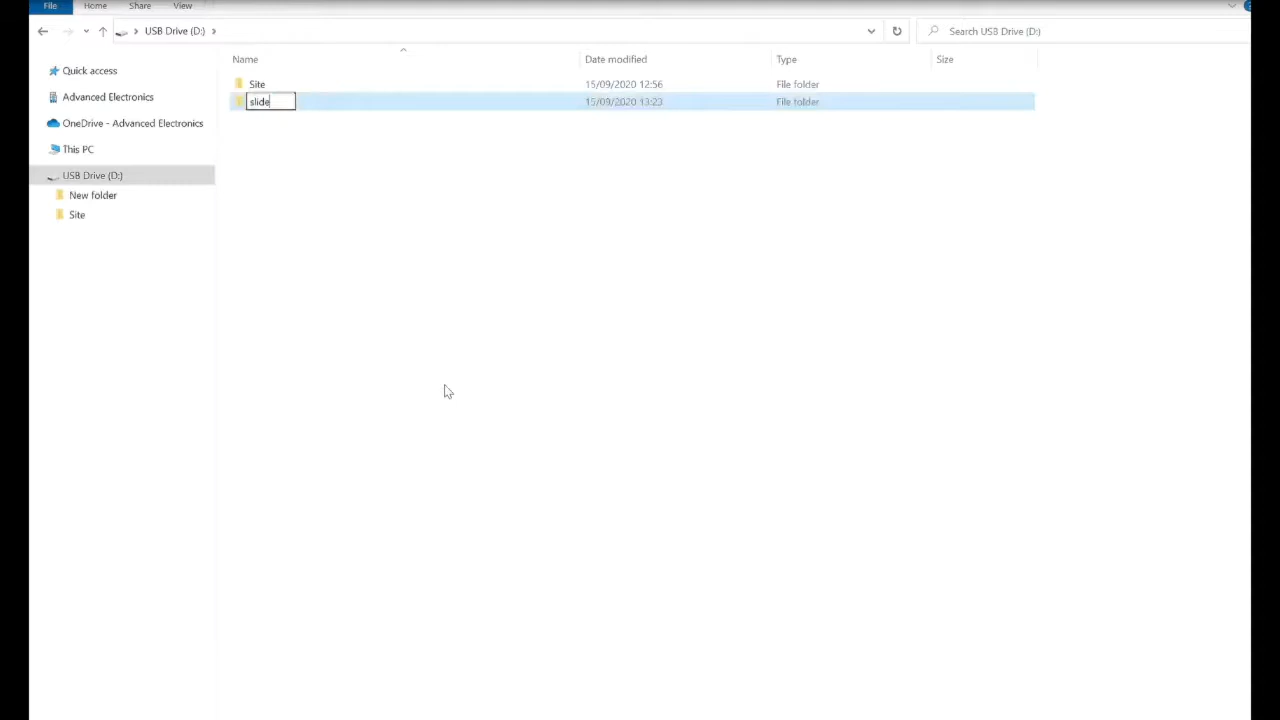 File Home Share View
USB Drive (D:)
Search USB Drive (D:)
Name Date modified Type Size
Quick access
Advanced Electronics
OneDrive - Advanced Electronics
This PC
USB Drive (D:)
New folder
Site
Site 15/09/2020 12:56 File folder
slide 15/09/2020 13:23 File folder